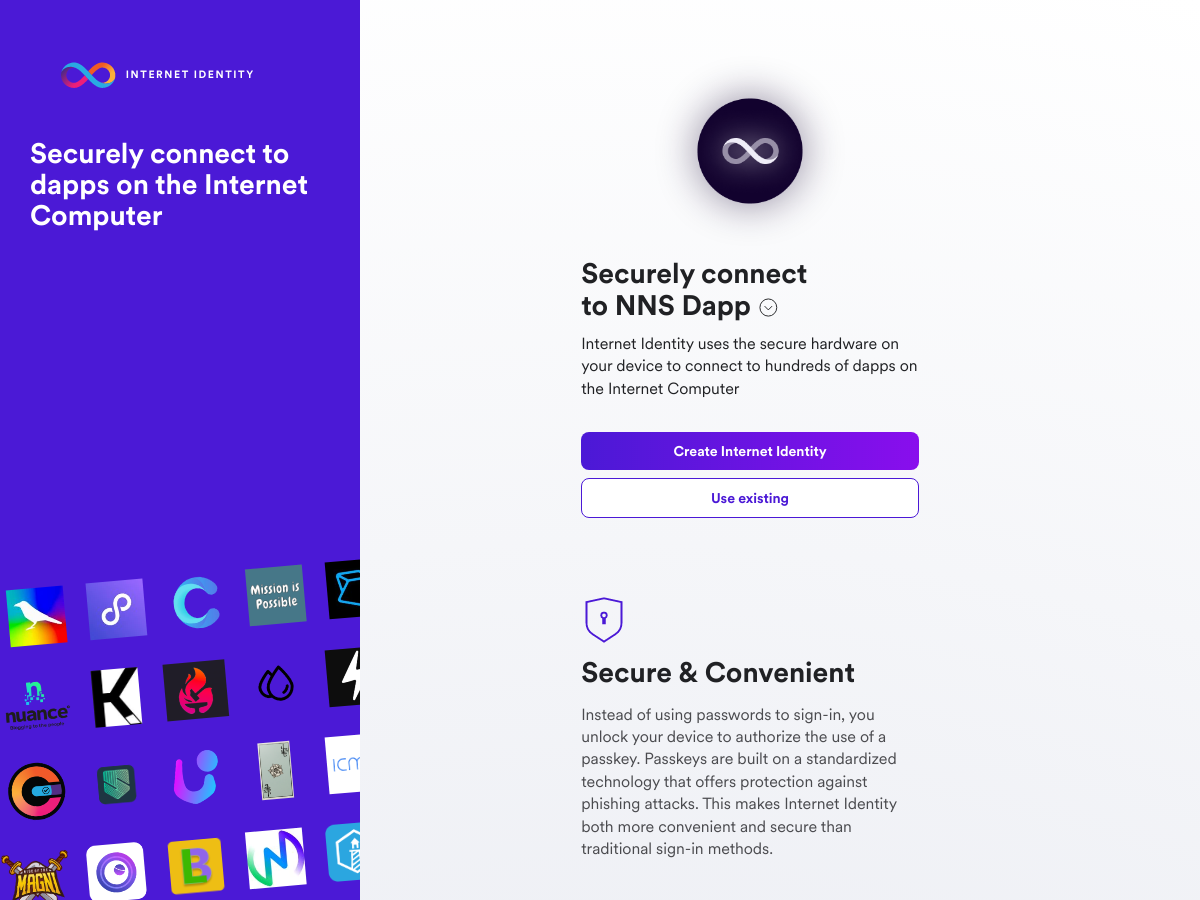 INTERNET IDENTITY
Securely connect to
dapps on the Internet
Computer
Mission is
Possible
nuance
K
ICM
MAGNI
B
Securely connect
to NNS Dapp
Internet Identity uses the secure hardware on
your device to connect to hundreds of dapps on
the Internet Computer
Create Internet Identity
Use existing
Secure & Convenient
Instead of using passwords to sign-in, you
unlock your device to authorize the use of a
passkey. Passkeys are built on a standardized
technology that offers protection against
phishing attacks. This makes Internet Identity
both more convenient and secure than
traditional sign-in methods.